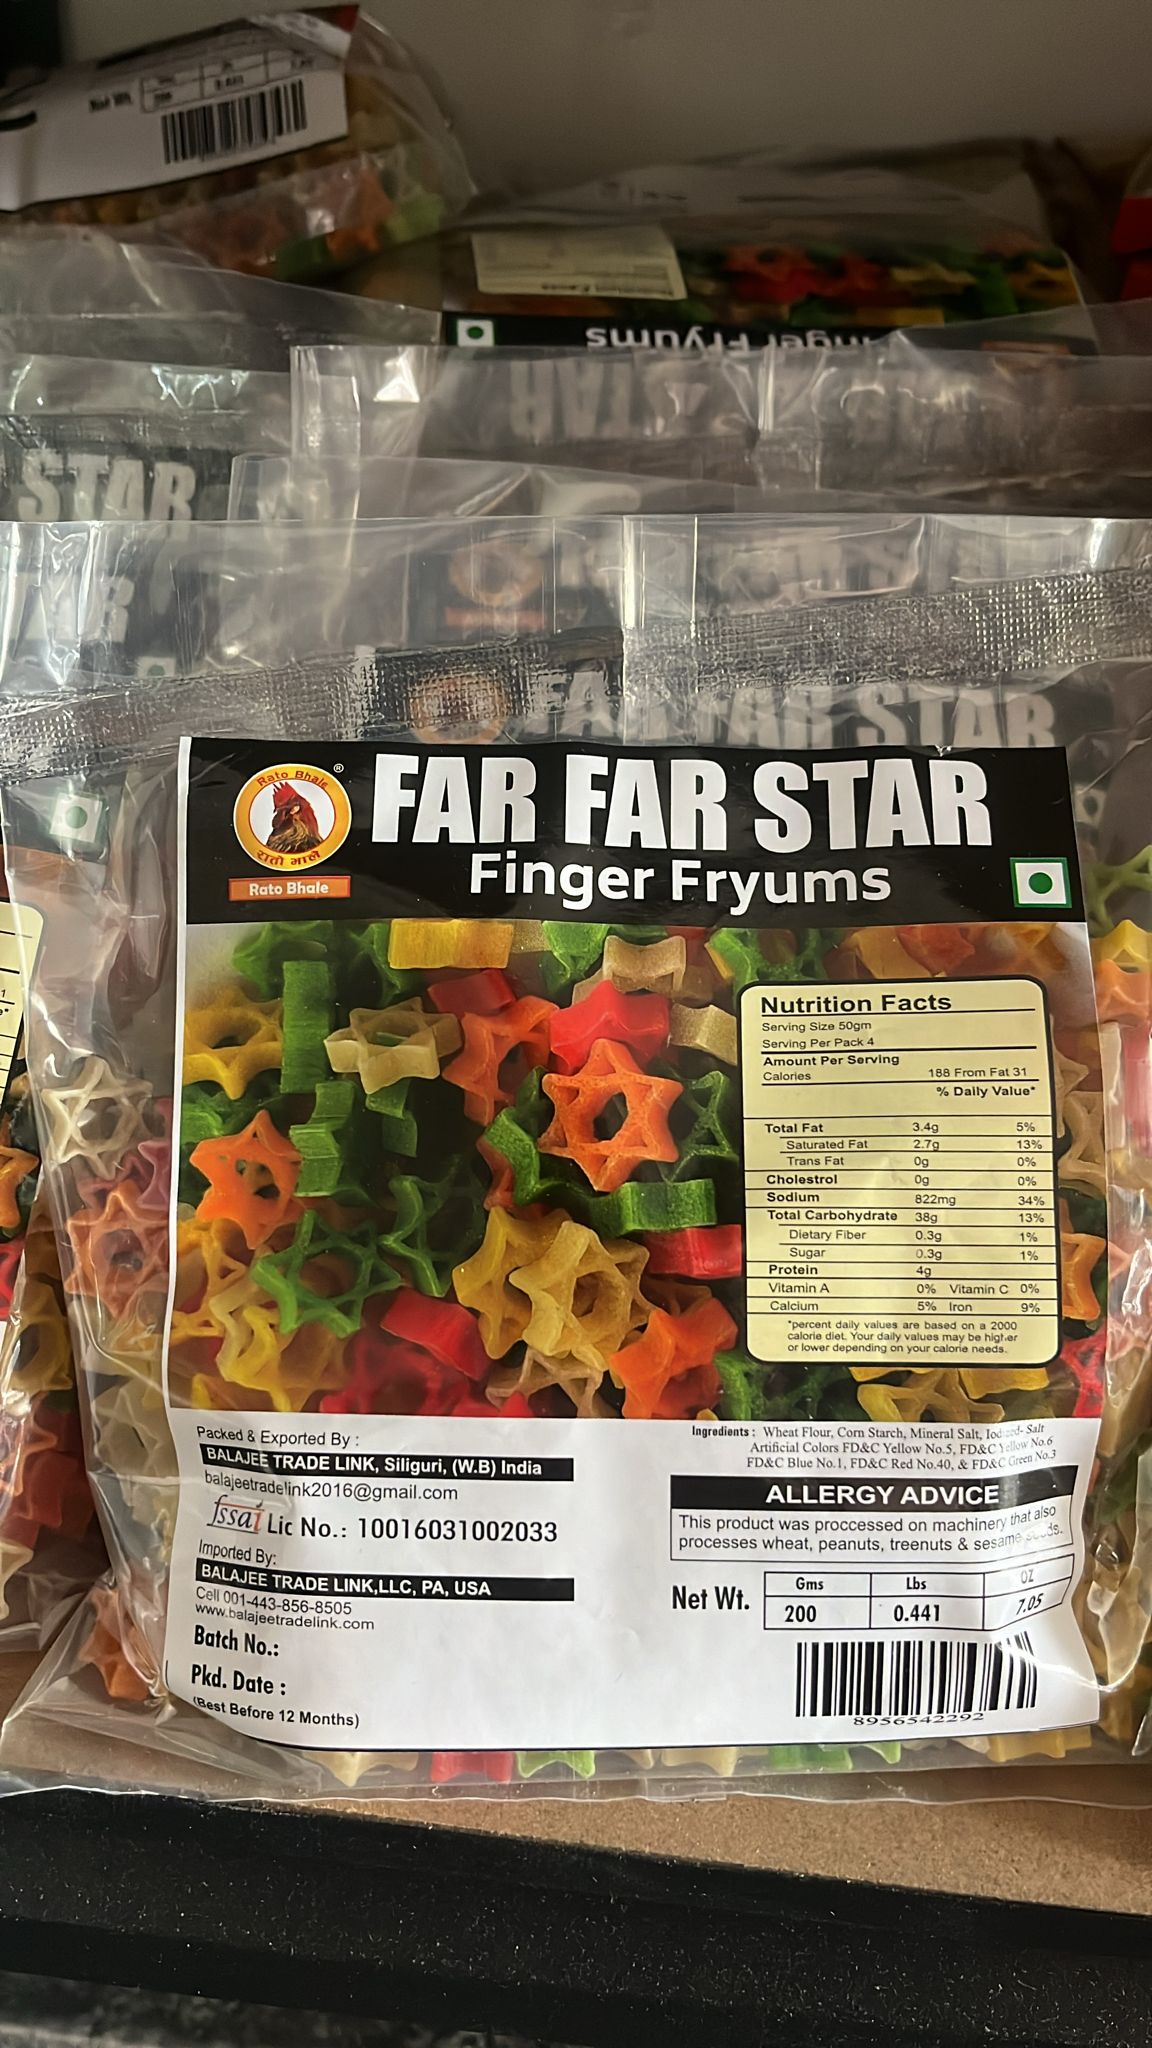 inger Fryums
STAR
FAR FAR STAR
Rato Bhale
®
रातो भाले
Rato Bhale
FAR FAR STAR
Finger Fryums
Nutrition Facts
Serving Size 50gm
Serving Per Pack 4
Amount Per Serving
Calories 188 From Fat 31
% Daily Value*
Total Fat 3.4g 5%
Saturated Fat 2.7g 13%
Trans Fat 0g 0%
Cholestrol 0g 0%
Sodium 822mg 34%
Total Carbohydrate 38g 13%
Dietary Fiber 0.3g 1%
Sugar 0.3g 1%
Protein 4g
Vitamin A 0% Vitamin C 0%
Calcium 5% Iron 9%
*percent daily values are based on a 2000
calorie diet. Your daily values may be higher
or lower depending on your calorie needs.
Packed & Exported By :
BALAJEE TRADE LINK, Siliguri, (W.B) India
balajeetradelink2016@gmail.com
fssai Lic No.: 10016031002033
Imported By:
BALAJEE TRADE LINK,LLC, PA, USA
Cell 001-443-856-8505
www.balajeetradelink.com
Batch No.:
Pkd. Date :
(Best Before 12 Months)
Ingredients : Wheat Flour, Corn Starch, Mineral Salt, Iodized- Salt
Artificial Colors FD&C Yellow No.5, FD&C Yellow No.6
FD&C Blue No.1, FD&C Red No.40, & FD&C Green No.3
ALLERGY ADVICE
This product was proccessed on machinery that also
processes wheat, peanuts, treenuts & sesame seeds.
Net Wt.
Gms Lbs OZ
200 0.441 7.05
8956542292